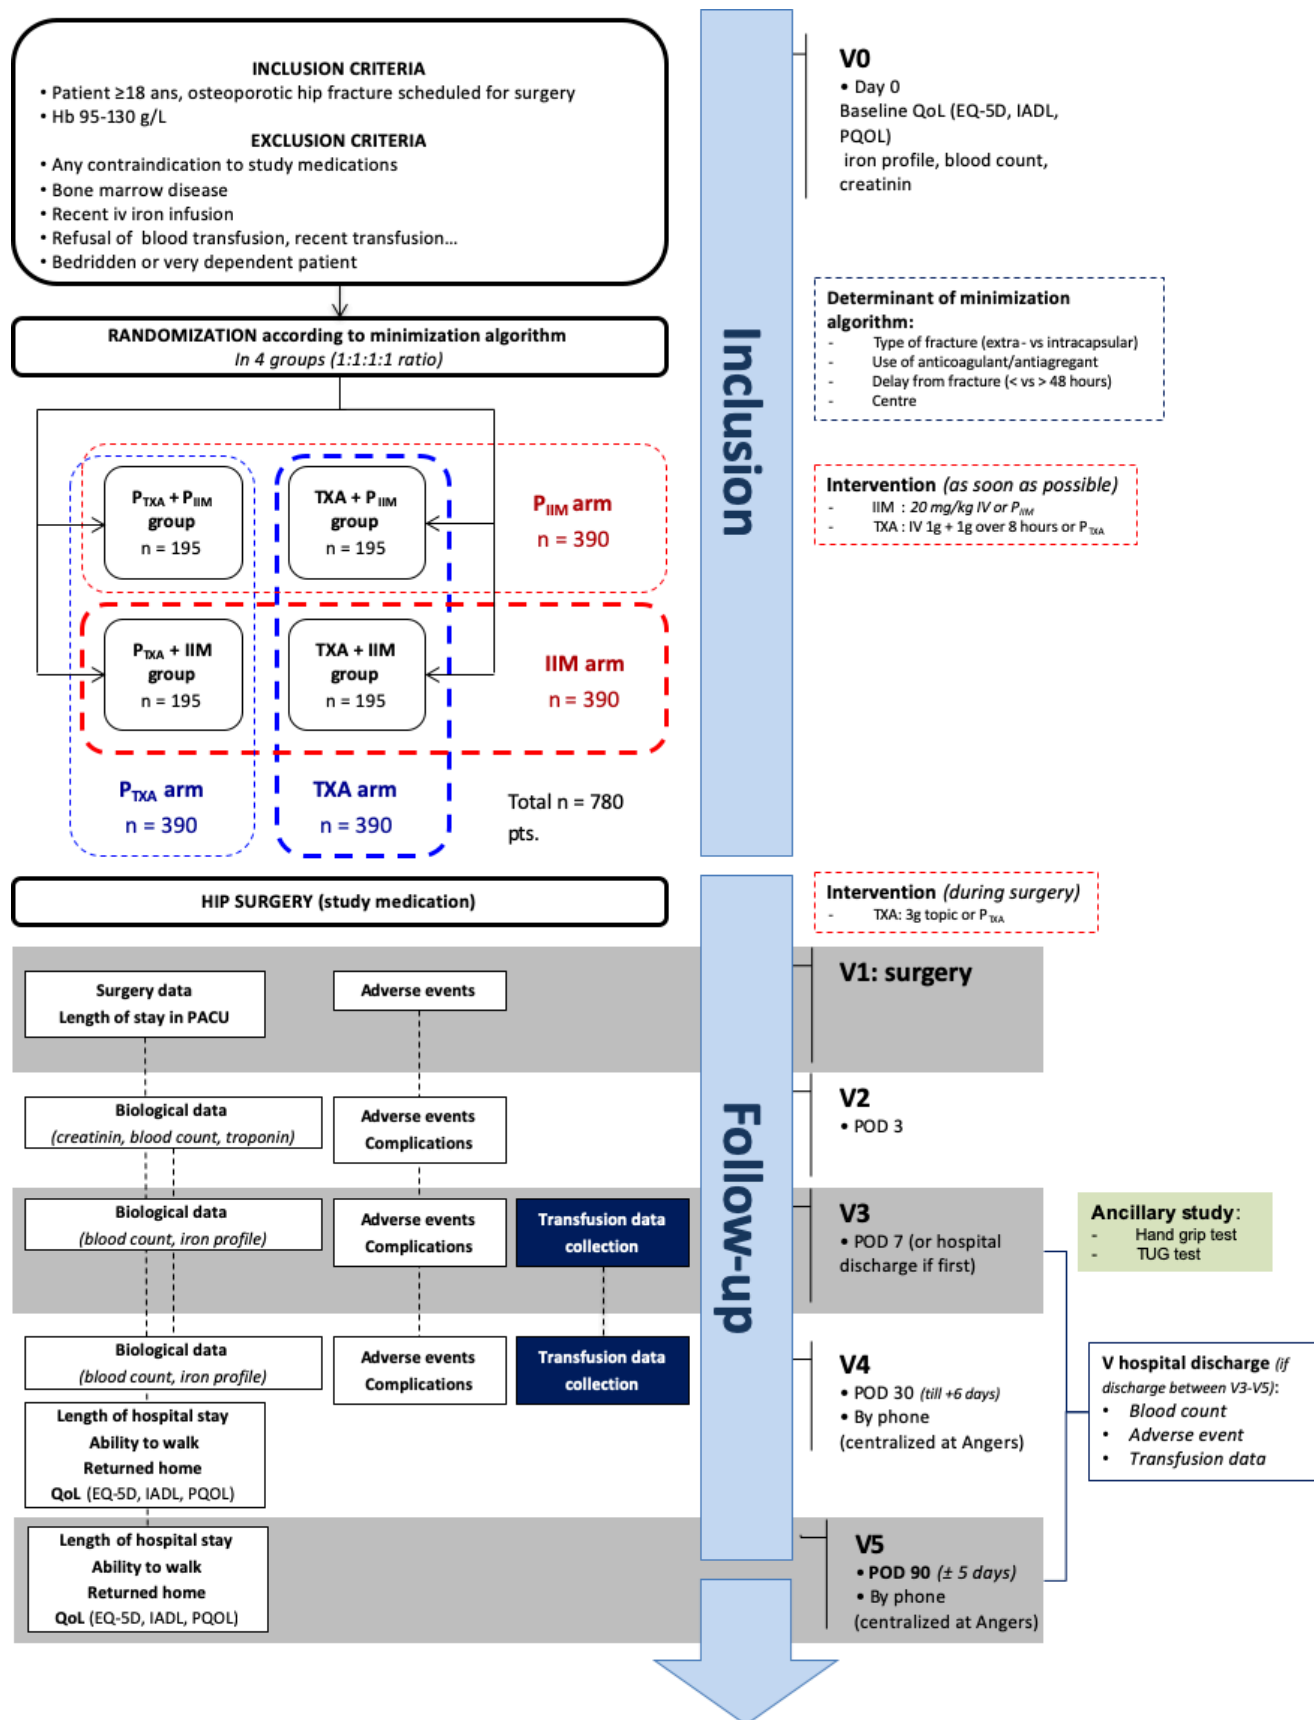 INCLUSION CRITERIA
• Patient ≥18 ans, osteoporotic hip fracture scheduled for surgery
• Hb 95-130 g/L
EXCLUSION CRITERIA
• Any contraindication to study medications
• Bone marrow disease
• Recent iv iron infusion
• Refusal of blood transfusion, recent transfusion...
• Bedridden or very dependent patient
RANDOMIZATION according to minimization algorithm
In 4 groups (1:1:1:1 ratio)
PTXA + PIIM
group
n = 195
TXA + PIIM
group
n = 195
PIIM arm
n = 390
PTXA + IIM
group
n = 195
TXA + IIM
group
n = 195
IIM arm
n = 390
PTXA arm
n = 390
TXA arm
n = 390
Total n = 780
pts.
Inclusion
V0
• Day 0
Baseline QoL (EQ-5D, IADL,
PQOL)
iron profile, blood count,
creatinin
Determinant of minimization
algorithm:
- Type of fracture (extra- vs intracapsular)
- Use of anticoagulant/antiagregant
- Delay from fracture (< vs > 48 hours)
- Centre
Intervention (as soon as possible)
- IIM : 20 mg/kg IV or PIIM
- TXA : IV 1g + 1g over 8 hours or PTXA
HIP SURGERY (study medication)
Intervention (during surgery)
- TXA: 3g topic or PTXA
Follow-up
Surgery data
Length of stay in PACU
Adverse events
V1: surgery
Biological data
(creatinin, blood count, troponin)
Adverse events
Complications
V2
• POD 3
Biological data
(blood count, iron profile)
Adverse events
Complications
Transfusion data
collection
V3
• POD 7 (or hospital
discharge if first)
Ancillary study:
- Hand grip test
- TUG test
Biological data
(blood count, iron profile)
Adverse events
Complications
Transfusion data
collection
V4
• POD 30 (till +6 days)
• By phone
(centralized at Angers)
V hospital discharge (if
discharge between V3-V5):
• Blood count
• Adverse event
• Transfusion data
Length of hospital stay
Ability to walk
Returned home
QoL (EQ-5D, IADL, PQOL)
Length of hospital stay
Ability to walk
Returned home
QoL (EQ-5D, IADL, PQOL)
V5
• POD 90 (± 5 days)
• By phone
(centralized at Angers)